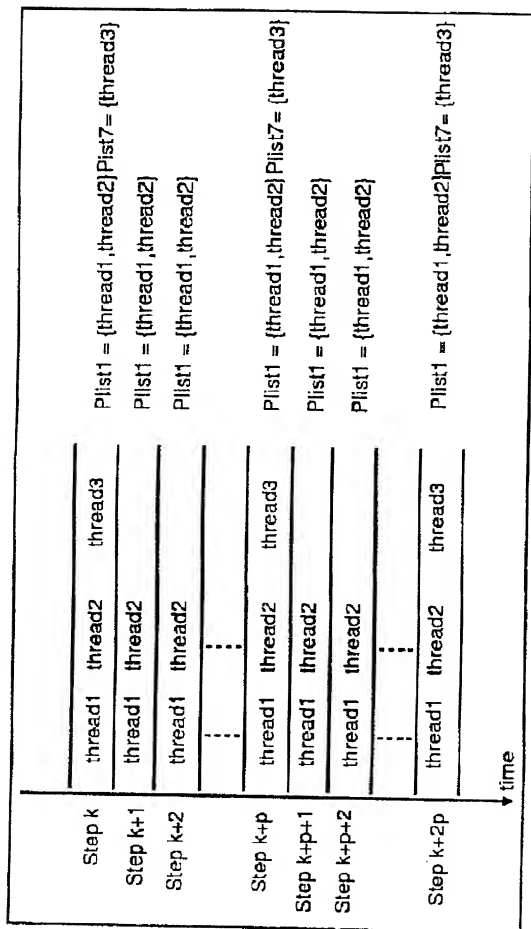 Step k thread1 thread2 thread3 Plist1 = {thread1,thread2}Plist7= {thread3}
Step k+1 thread1 thread2 Plist1 = {thread1,thread2}
Step k+2 thread1 thread2 Plist1 = {thread1,thread2}
Step k+p thread1 thread2 thread3 Plist1 = {thread1,thread2}Plist7= {thread3}
Step k+p+1 thread1 thread2 Plist1 = {thread1,thread2}
Step k+p+2 thread1 thread2 Plist1 = {thread1,thread2}
Step k+2p thread1 thread2 thread3 Plist1 = {thread1,thread2}Plist7= {thread3}
time